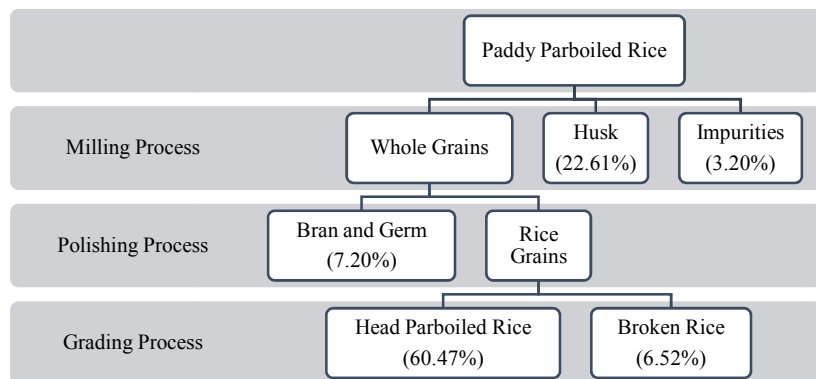 Paddy Parboiled Rice
Milling Process
Whole Grains
Husk
(22.61%)
Impurities
(3.20%)
Polishing Process
Bran and Germ
(7.20%)
Rice
Grains
Grading Process
Head Parboiled Rice
(60.47%)
Broken Rice
(6.52%)